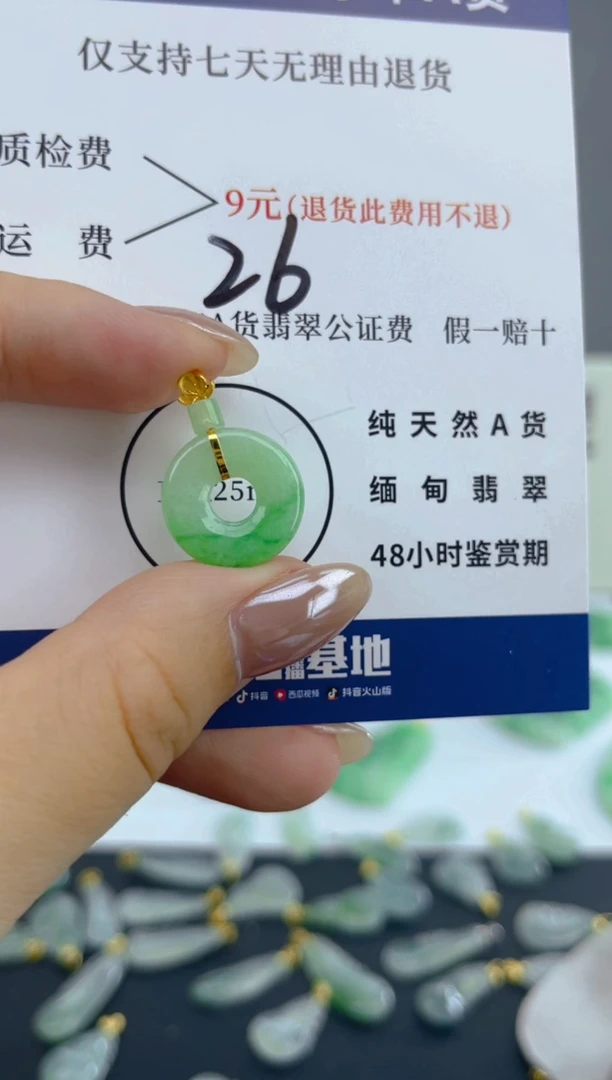 仅支持七天无理由退货
质检费
9元(退货此费用不退)
运 费
26
A货翡翠公证费 假一赔十
纯天然A货
25
缅甸翡翠
48小时鉴赏期
播基地
抖音 西瓜视频 抖音火山版